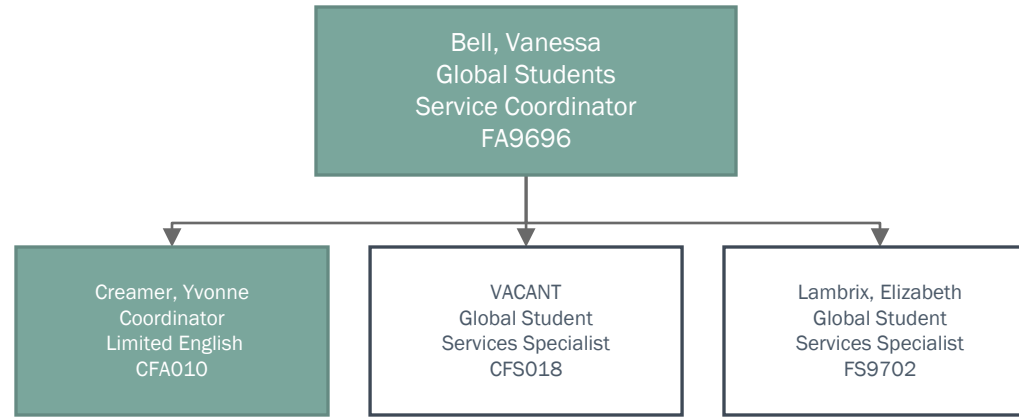 Bell, Vanessa
Global Students
Service Coordinator
FA9696
Creamer, Yvonne
Coordinator
Limited English
CFA010
VACANT
Global Student
Services Specialist
CFS018
Lambrix, Elizabeth
Global Student
Services Specialist
FS9702